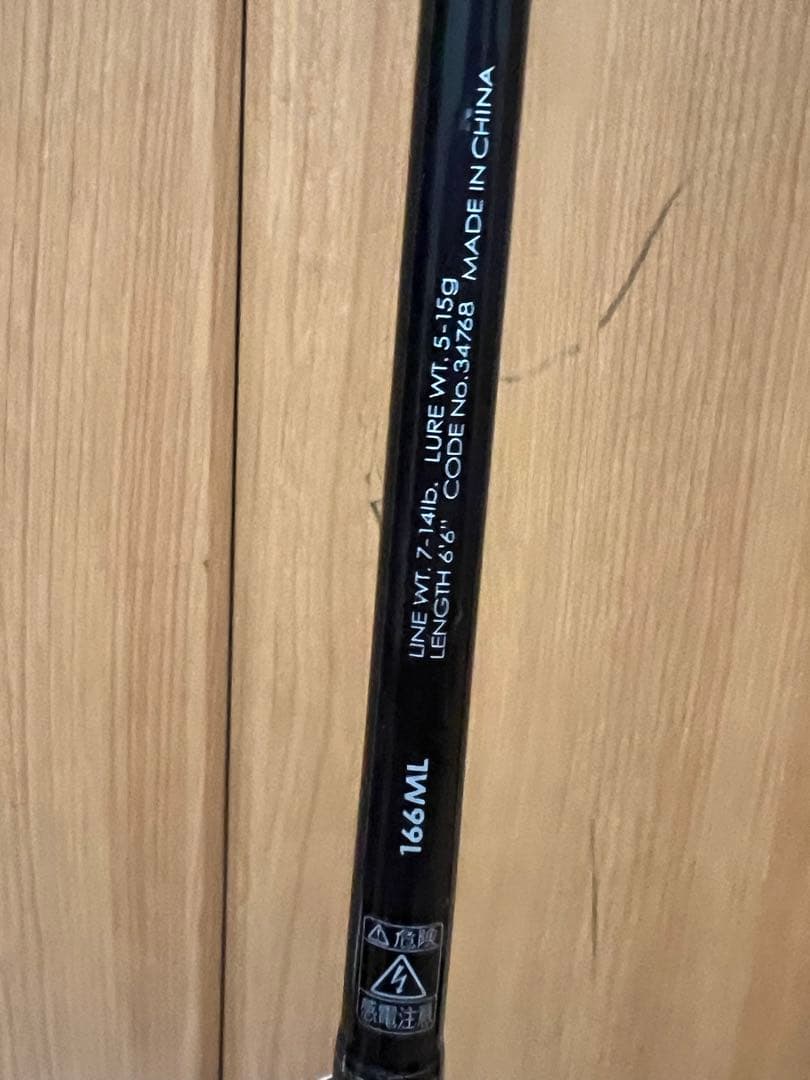 LINE WT. 7-14lb. LURE WT. 5-15g
LENGTH 6'6" CODE No.34768 MADE IN CHINA
166ML
危険
感電注意